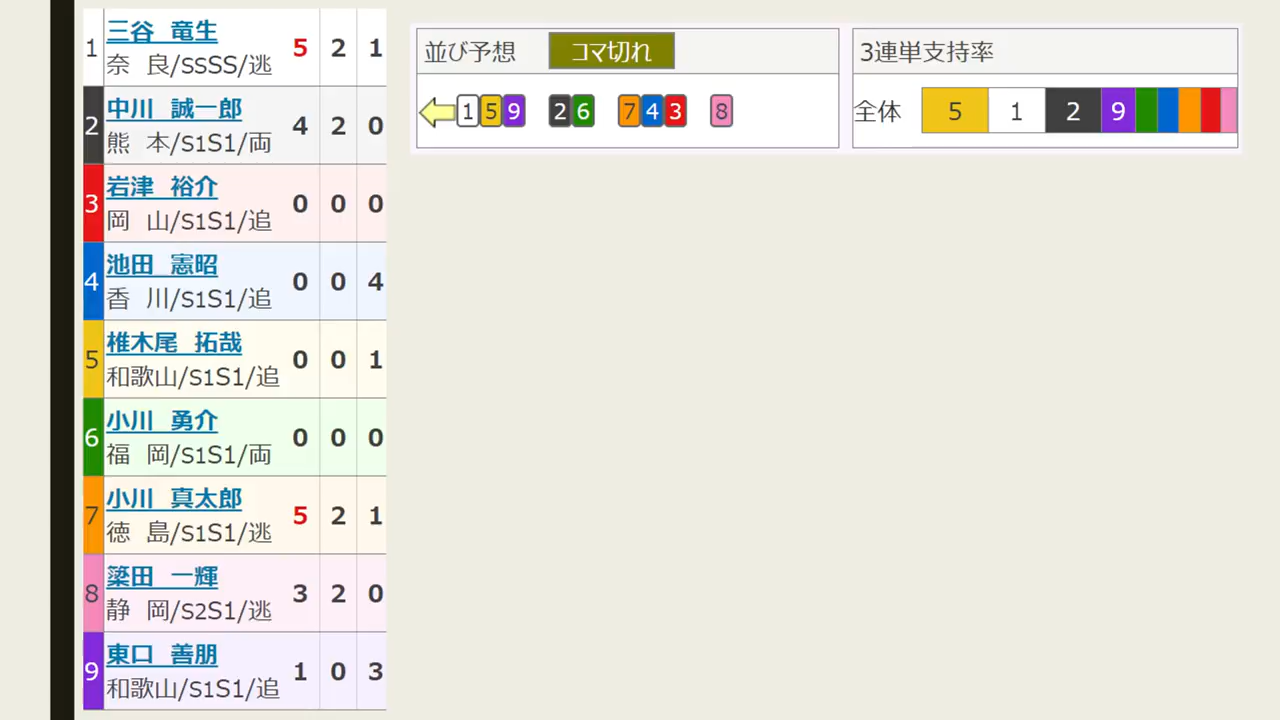 1 三谷 竜生 5 2 1
奈 良/SSSS/逃
2 中川 誠一郎 4 2 0
熊 本/S1S1/両
3 岩津 裕介 0 0 0
岡 山/S1S1/追
4 池田 憲昭 0 0 4
香 川/S1S1/追
5 椎木尾 拓哉 0 0 1
和歌山/S1S1/追
6 小川 勇介 0 0 0
福 岡/S1S1/両
7 小川 真太郎 5 2 1
徳 島/S1S1/逃
8 簗田 一輝 3 2 0
静 岡/S2S1/逃
9 東口 善朋 1 0 3
和歌山/S1S1/追
並び予想 コマ切れ
1 5 9 2 6 7 4 3 8
3連単支持率
全体 5 1 2 9